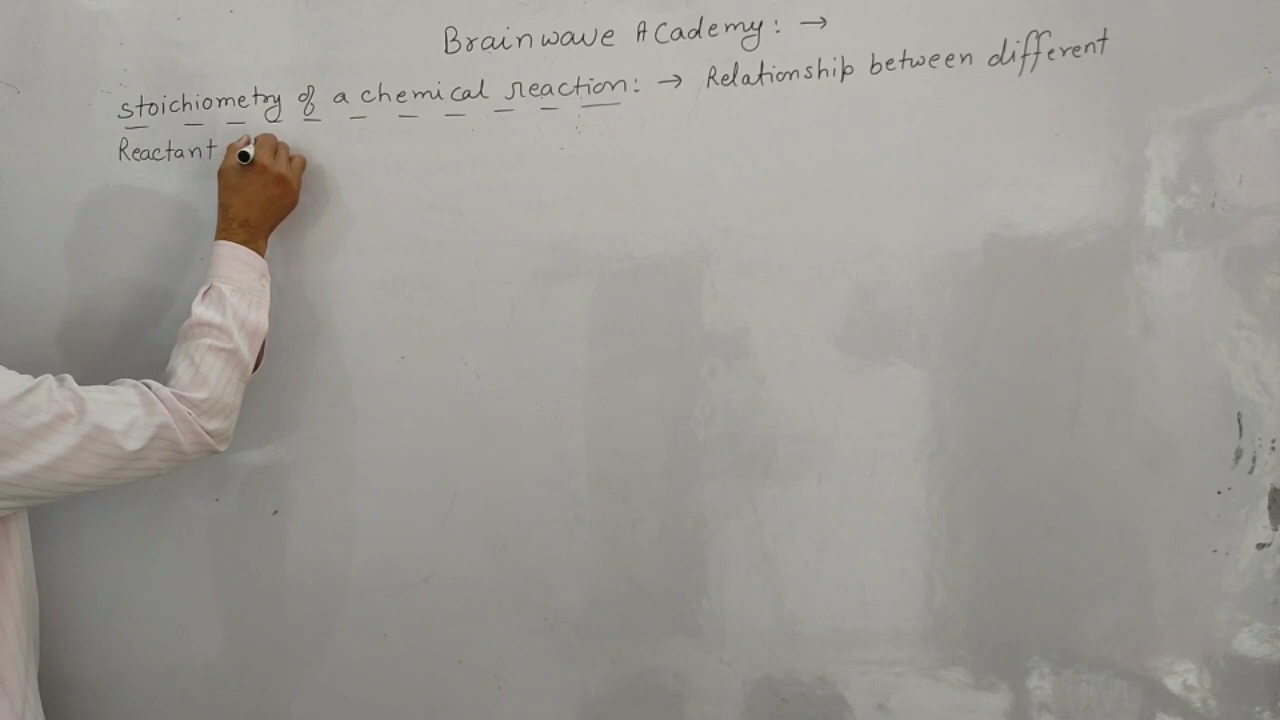 Brainwave Academy: →
stoichiometry of a chemical reaction: → Relationship between different
Reactant